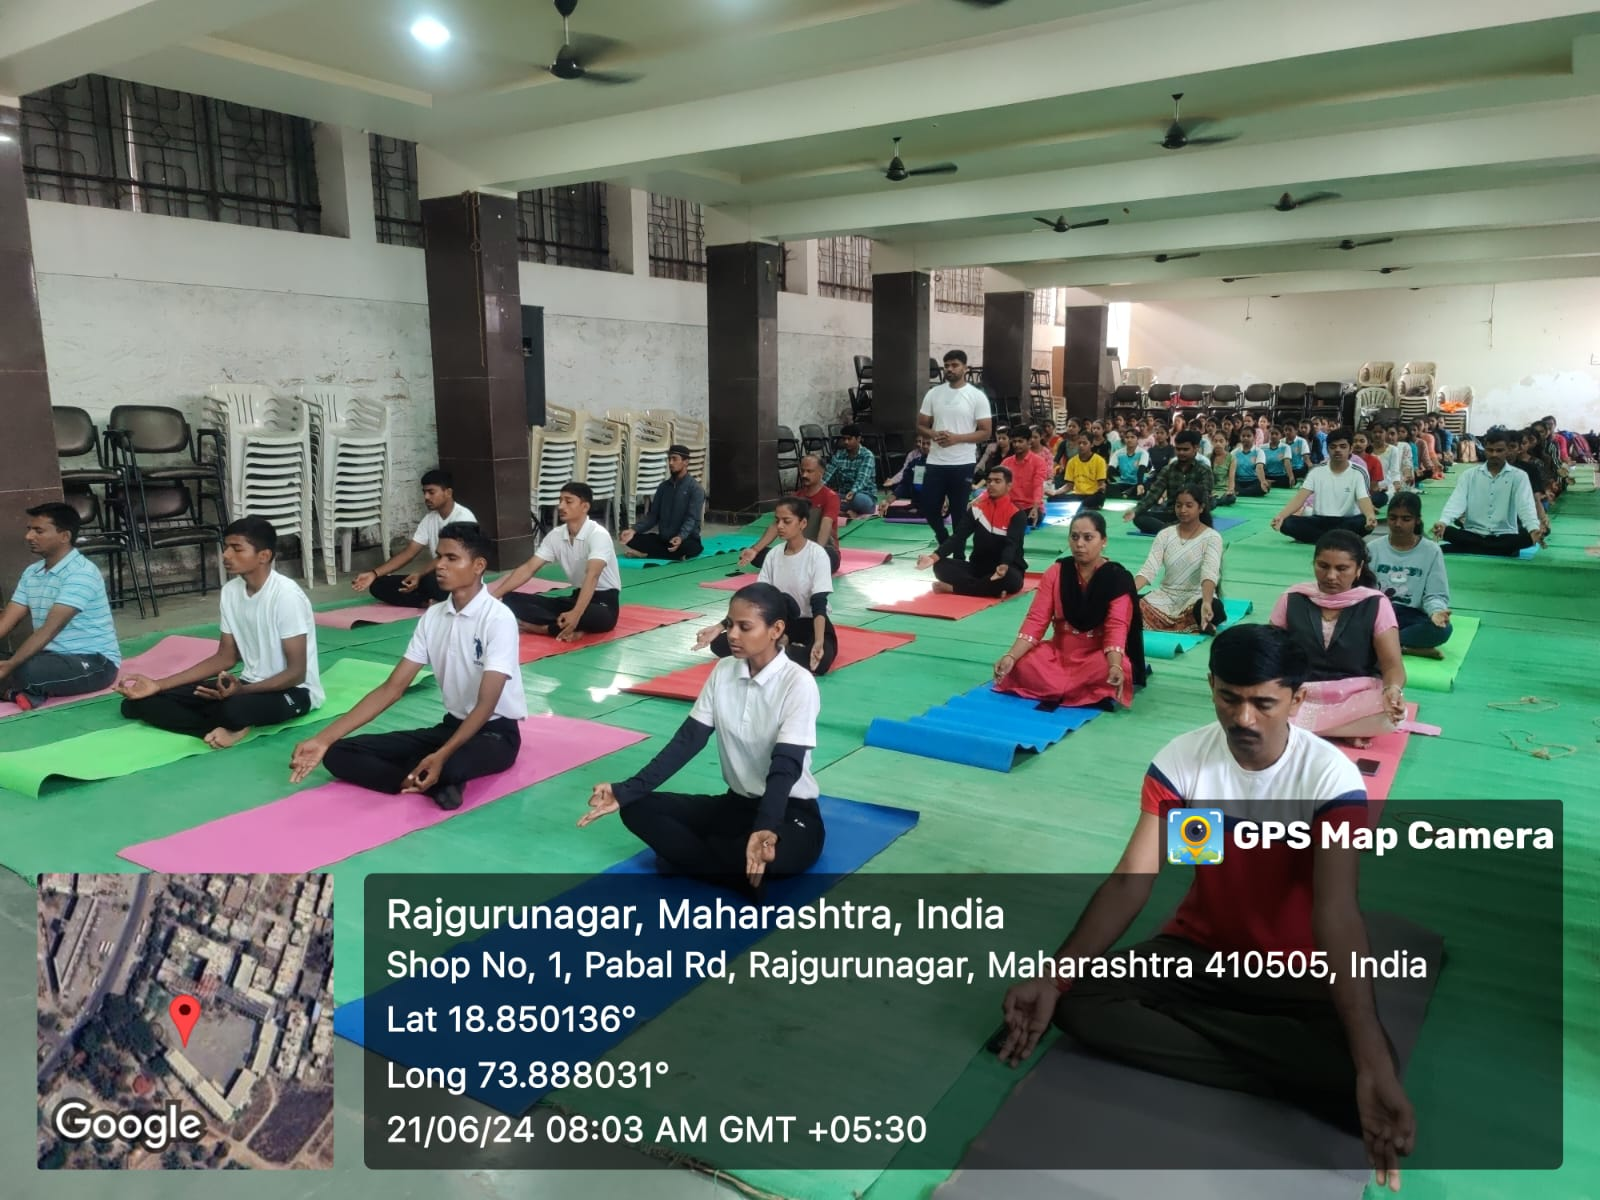 GPS Map Camera
Rajgurunagar, Maharashtra, India
Shop No, 1, Pabal Rd, Rajgurunagar, Maharashtra 410505, India
Lat 18.850136°
Long 73.888031°
21/06/24 08:03 AM GMT +05:30
Google